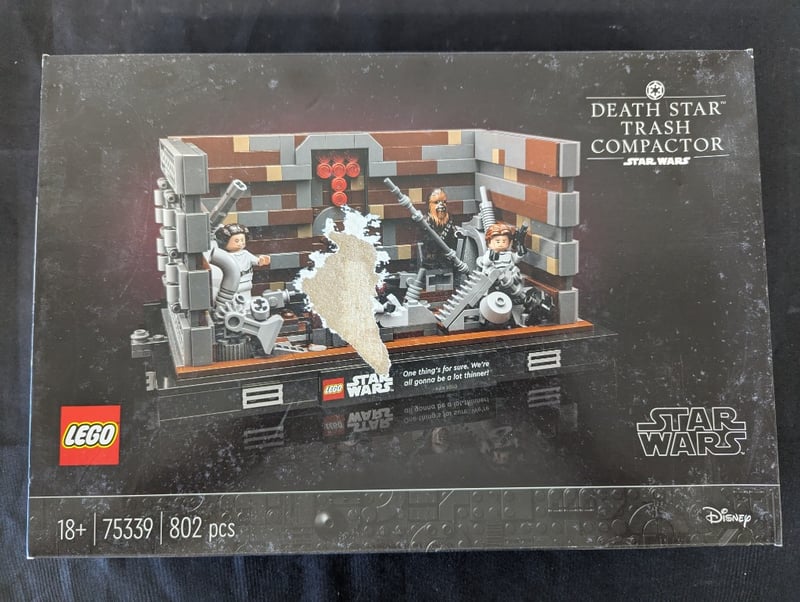 DEATH STAR™
TRASH
COMPACTOR
STAR WARS
LEGO
STAR
WARS
One thing's for sure. We're
all gonna be a lot thinner!
LEGO
STAR
WARS
18+ | 75339 | 802 pcs
Disney